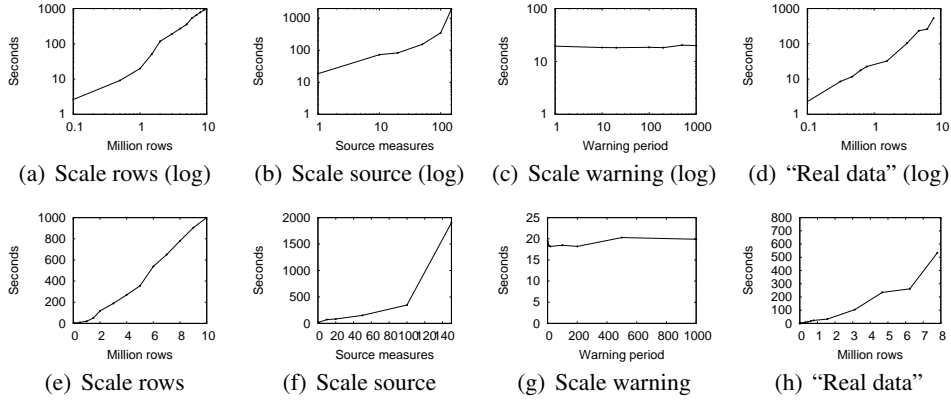 1000
100
10
1
Seconds
0.1 1 10
Million rows
(a) Scale rows (log)
1000
100
10
1
Seconds
1 10 100
Source measures
(b) Scale source (log)
100
10
1
Seconds
1 10 100 1000
Warning period
(c) Scale warning (log)
1000
100
10
1
Seconds
0.1 1 10
Million rows
(d) “Real data” (log)
1000
800
600
400
200
0
Seconds
0 2 4 6 8 10
Million rows
(e) Scale rows
2000
1500
1000
500
0
Seconds
0 20 40 60 80 100 120 140
Source measures
(f) Scale source
25
20
15
10
5
0
Seconds
0 200 400 600 800 1000
Warning period
(g) Scale warning
800
700
600
500
400
300
200
100
0
Seconds
0 1 2 3 4 5 6 7 8
Million rows
(h) “Real data”